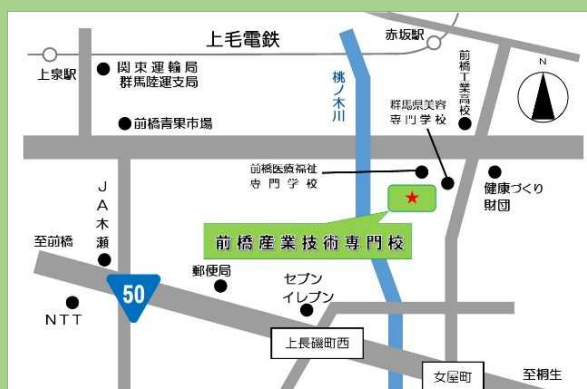 上毛電鉄
赤坂駅
N
上泉駅
関東運輸局
群馬陸運支局
桃ノ木川
前橋工業高校
群馬県美容
専門学校
前橋青果市場
前橋医療福祉
専門学校
健康づくり
財団
JA木瀬
前橋産業技術専門校
至前橋
郵便局
セブン
イレブン
50
NTT
上長磯町西
女屋町
至桐生